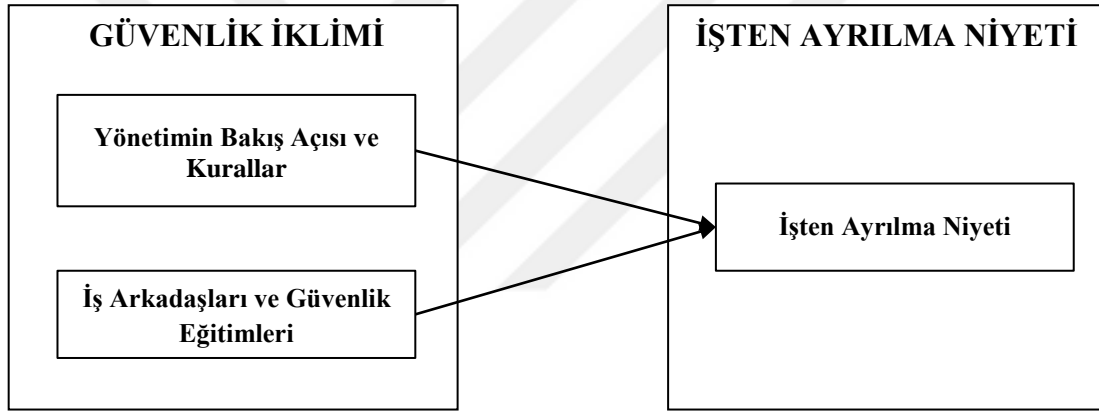 GÜVENLİK İKLİMİ
Yönetimin Bakış Açısı ve
Kurallar
İş Arkadaşları ve Güvenlik
Eğitimleri
İŞTEN AYRILMA NİYETİ
İşten Ayrılma Niyeti